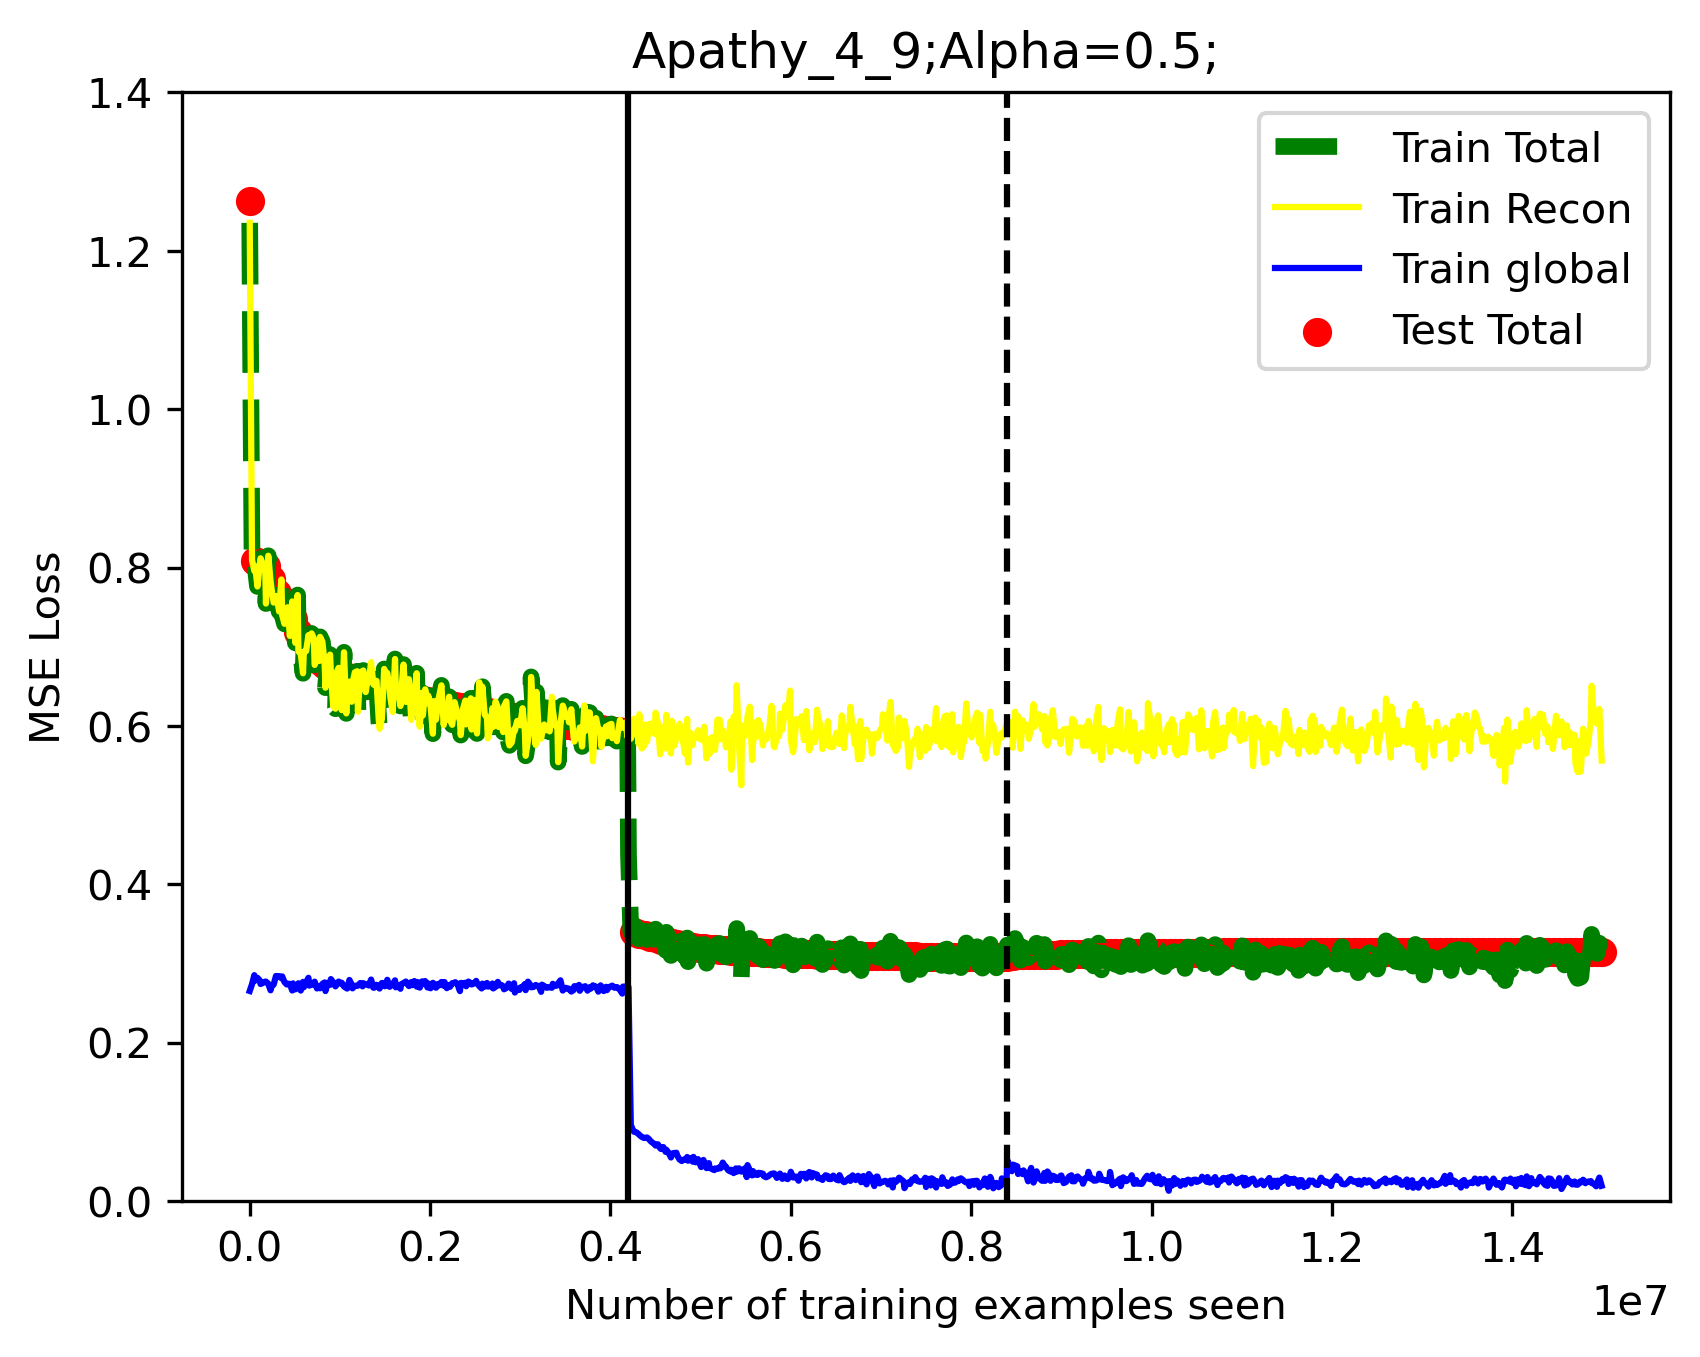 Apathy_4_9;Alpha=0.5;
1.4
1.2
1.0
0.8
0.6
0.4
0.2
0.0
MSE Loss
Train Total
Train Recon
Train global
Test Total
0.0 0.2 0.4 0.6 0.8 1.0 1.2 1.4
1e7
Number of training examples seen